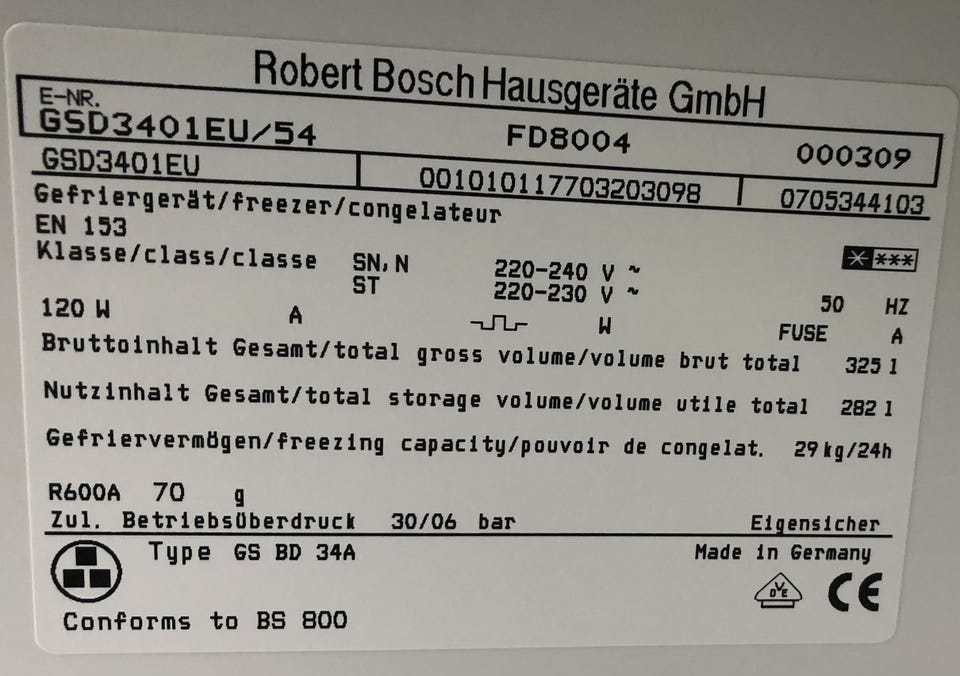 Robert Bosch Hausgeräte GmbH
E-NR.
GSD3401EU/54 FD8004 000309
GSD3401EU 001010117703203098 0705344103
Gefriergerät/freezer/congelateur
EN 153
Klasse/class/classe SN,N 220-240 V ~
ST 220-230 V ~
120 W A W 50 HZ
FUSE A
Bruttoinhalt Gesamt/total gross volume/volume brut total 325 l
Nutzinhalt Gesamt/total storage volume/volume utile total 282 l
Gefriervermögen/freezing capacity/pouvoir de congelat. 29 kg/24h
R600A 70 g
Zul. Betriebsüberdruck 30/06 bar Eigensicher
Type GS BD 34A Made in Germany
DVE CE
Conforms to BS 800